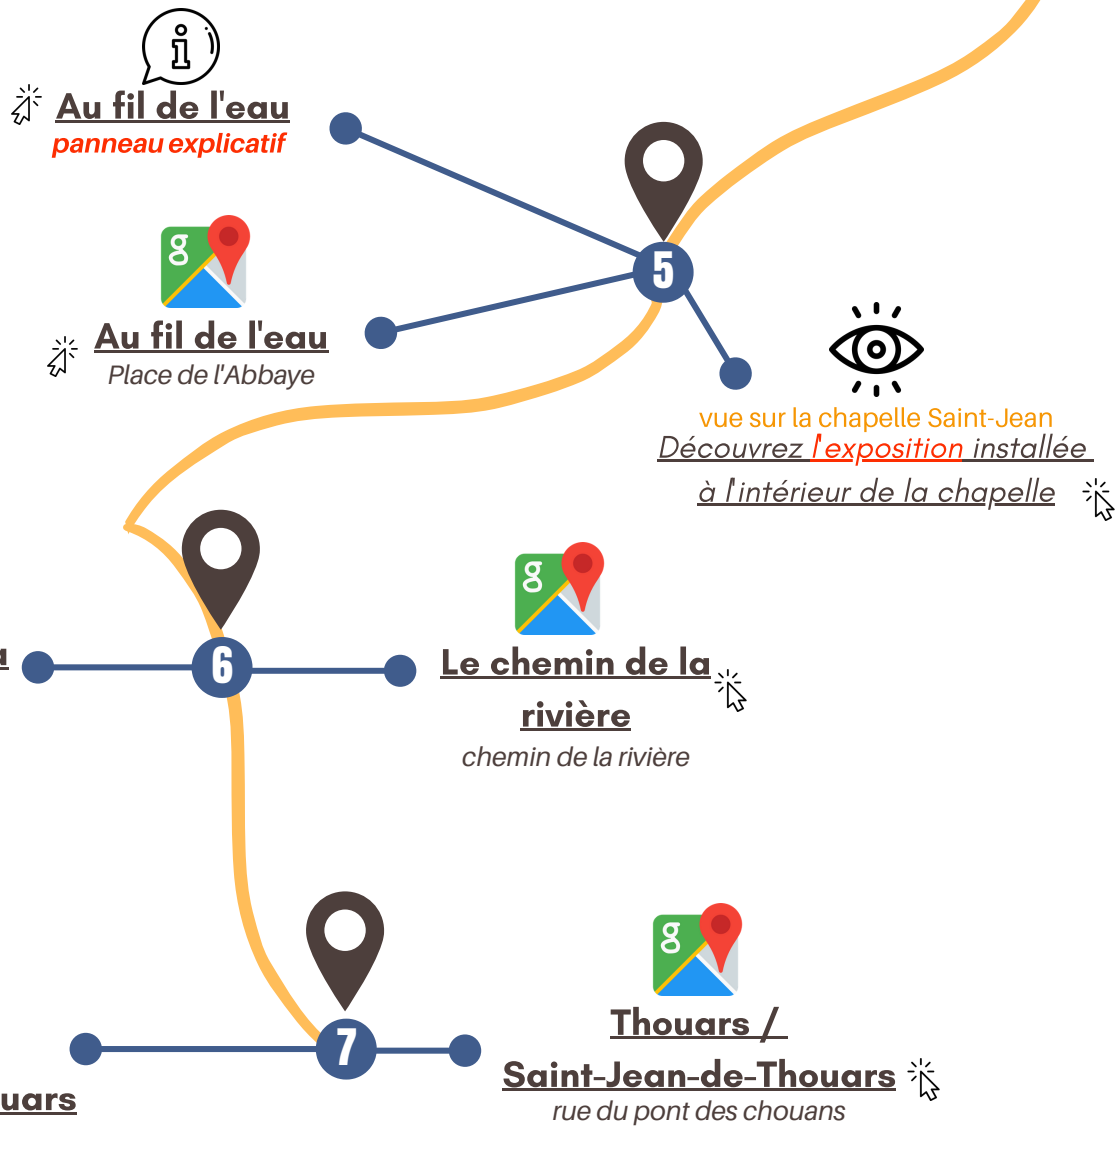 Au fil de l'eau
panneau explicatif
5
g
Au fil de l'eau
Place de l'Abbaye
vue sur la chapelle Saint-Jean
Découvrez l'exposition installée
à l'intérieur de la chapelle
g
6
Le chemin de la
rivière
chemin de la rivière
g
7
Thouars /
Saint-Jean-de-Thouars
rue du pont des chouans